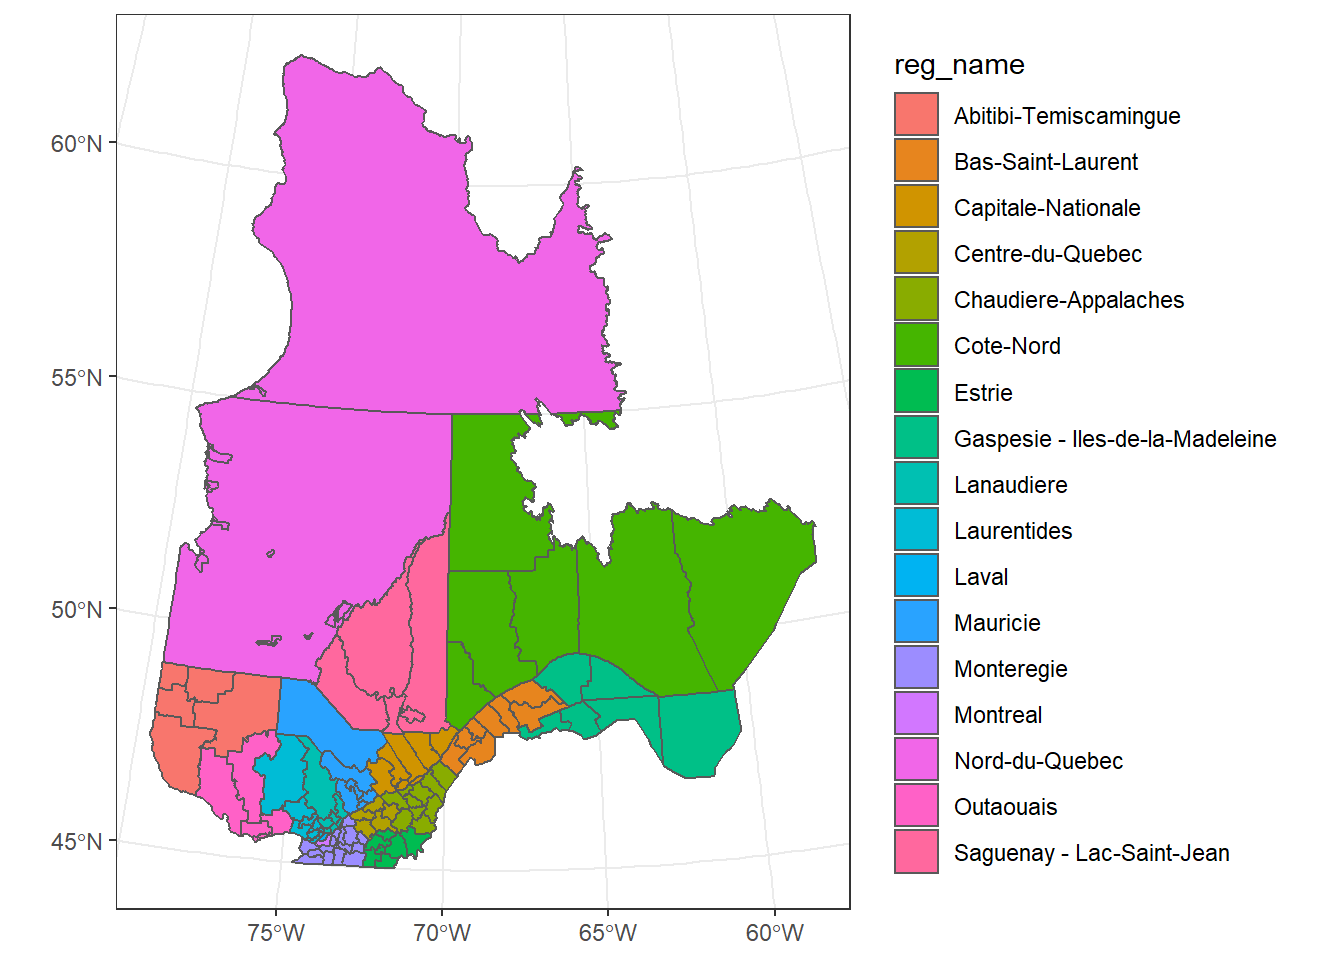 reg_name
Abitibi-Temiscamingue
Bas-Saint-Laurent
Capitale-Nationale
Centre-du-Quebec
Chaudiere-Appalaches
Cote-Nord
Estrie
Gaspesie - Iles-de-la-Madeleine
Lanaudiere
Laurentides
Laval
Mauricie
Monteregie
Montreal
Nord-du-Quebec
Outaouais
Saguenay - Lac-Saint-Jean
60°N
55°N
50°N
45°N
75°W
70°W
65°W
60°W